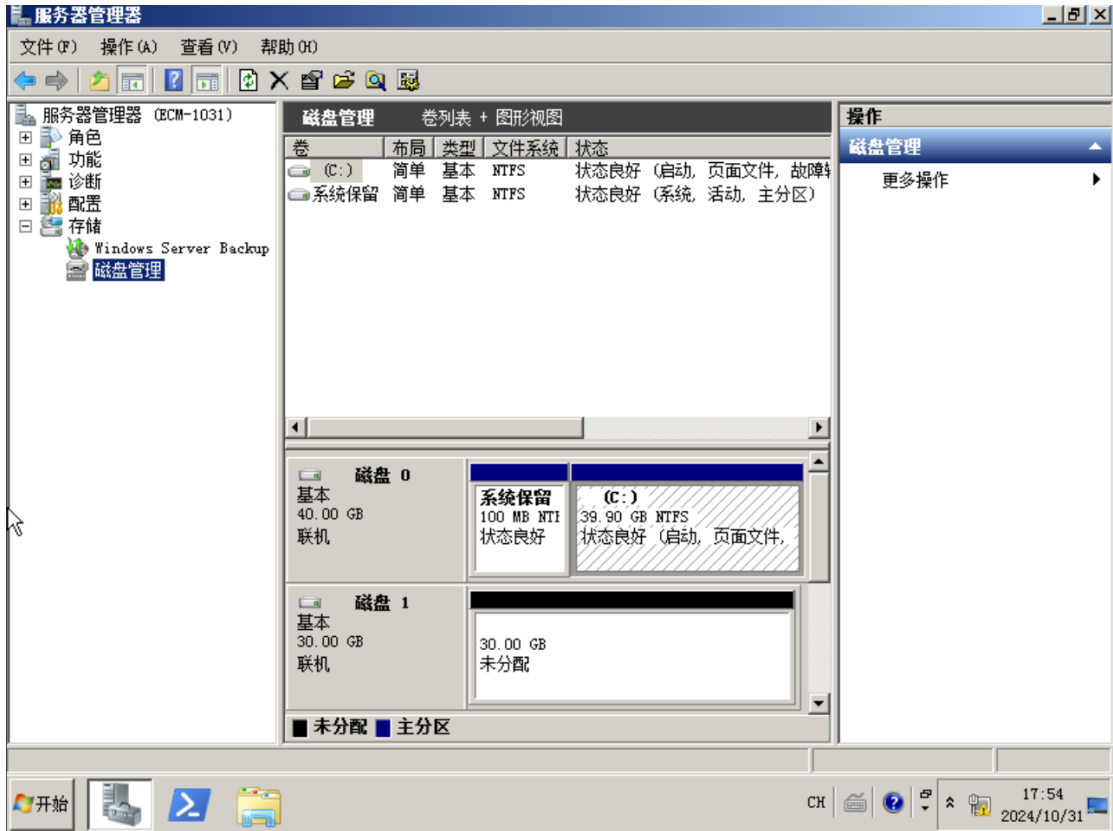 服务器管理器
文件(F) 操作(A) 查看(V) 帮助(H)
服务器管理器 (ECM-1031)
角色
功能
诊断
配置
存储
Windows Server Backup
磁盘管理
磁盘管理 卷列表 + 图形视图
卷 布局 类型 文件系统 状态
(C:) 简单 基本 NTFS 状态良好 (启动, 页面文件, 故障转
系统保留 简单 基本 NTFS 状态良好 (系统, 活动, 主分区)
磁盘 0
基本
40.00 GB
联机
系统保留
100 MB NTF
状态良好
(C:)
39.90 GB NTFS
状态良好 (启动, 页面文件,
磁盘 1
基本
30.00 GB
联机
30.00 GB
未分配
未分配 主分区
操作
磁盘管理
更多操作
开始
CH
17:54
2024/10/31